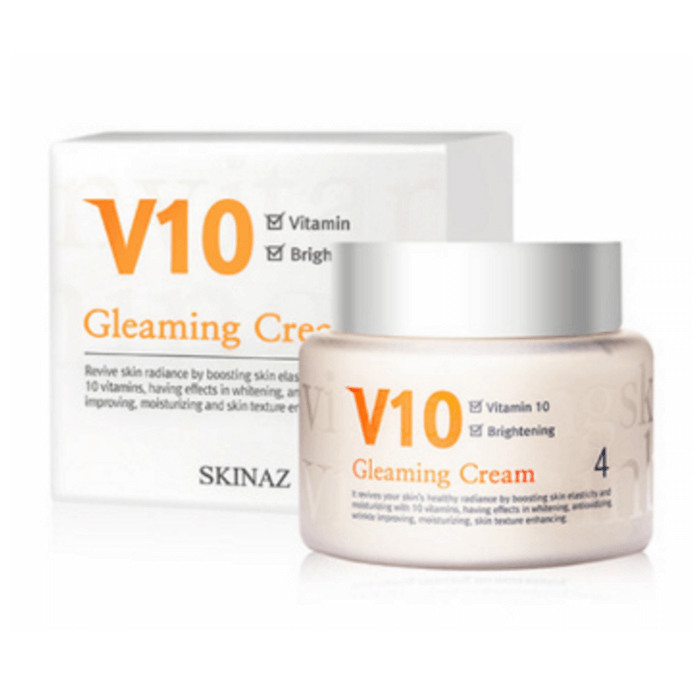 V10
Vitamin
Brigh
Gleaming Crea
Revive skin radiance by boosting skin elas
10 vitamins, having effects in whitening, an
improving, moisturizing and skin texture en
SKINAZ
V10
Vitamin 10
Brightening
Gleaming Cream
4
It revives your skin's healthy radiance by boosting skin elasticity and
moisturizing with 10 vitamins, having effects in whitening, antioxidizing
wrinkle improving, moisturizing, skin texture enhancing.